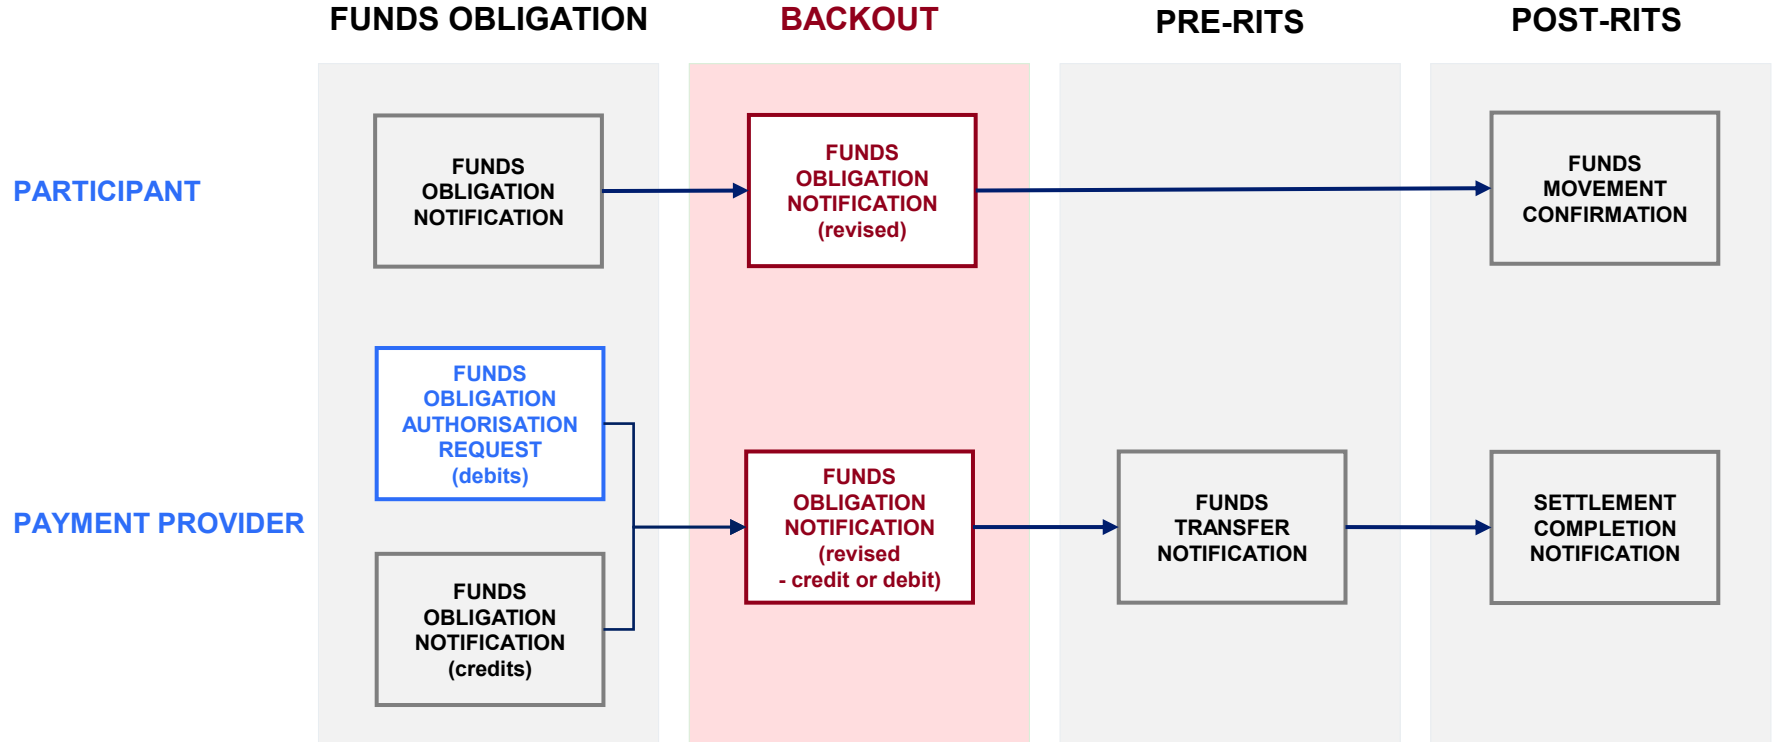 FUNDS OBLIGATION
BACKOUT
PRE-RITS
POST-RITS
PARTICIPANT
FUNDS
OBLIGATION
NOTIFICATION
FUNDS
OBLIGATION
NOTIFICATION
(revised)
FUNDS
MOVEMENT
CONFIRMATION
PAYMENT PROVIDER
FUNDS
OBLIGATION
AUTHORISATION
REQUEST
(debits)
FUNDS
OBLIGATION
NOTIFICATION
(credits)
FUNDS
OBLIGATION
NOTIFICATION
(revised
- credit or debit)
FUNDS
TRANSFER
NOTIFICATION
SETTLEMENT
COMPLETION
NOTIFICATION